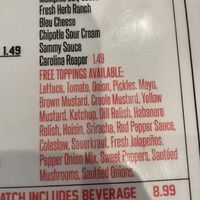 Fresh Herb Ranch
Bleu Cheese
Chipotle Sour Cream
1.49
Sammy Sauce
Carolina Reaper 1.49
FREE TOPPINGS AVAILABLE:
Lettuce, Tomato, Onion, Pickles, Mayo,
Brown Mustard, Creole Mustard, Yellow
Mustard, Ketchup, Dill Relish, Habanero
Relish, Hoisin, Sriracha, Red Pepper Sauce,
Coleslaw, Sauerkraut, Fresh Jalapeños,
Pepper Onion Mix, Sweet Peppers, Sautéed
Mushrooms, Sautéed Onions
ATCH INCLUDES BEVERAGE 8.99